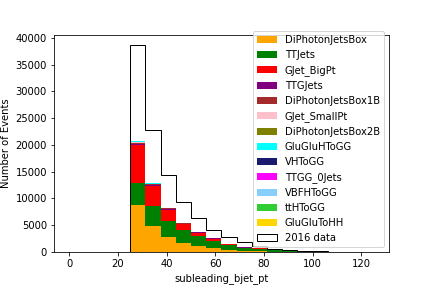 40000
35000
30000
25000
20000
15000
10000
5000
0
Number of Events
0
20
40
60
80
100
120
subleading_bjet_pt
DiPhotonJetsBox
TTJets
GJet_BigPt
TTGJets
DiPhotonJetsBox1B
GJet_SmallPt
DiPhotonJetsBox2B
GluGluHToGG
VHToGG
TTGG_0Jets
VBFHToGG
ttHToGG
GluGluToHH
2016 data